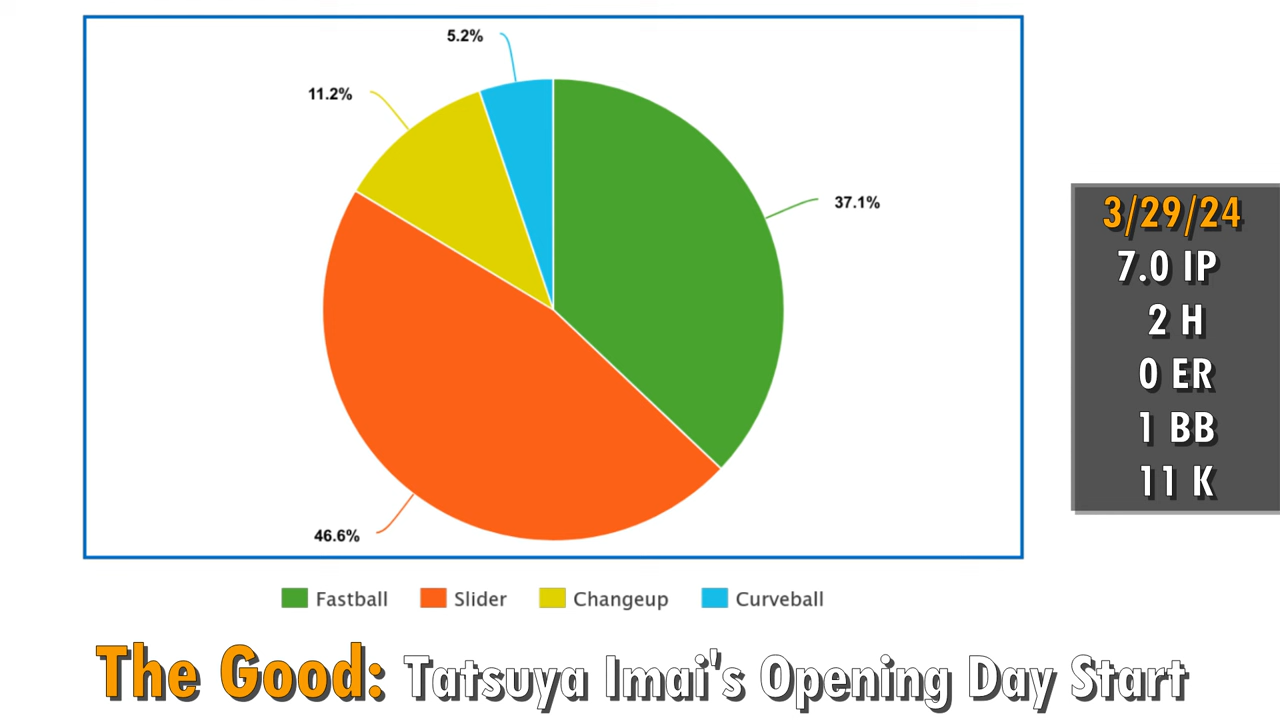 5.2%
11.2%
37.1%
46.6%
Fastball Slider Changeup Curveball
3/29/24
7.0 IP
2 H
0 ER
1 BB
11 K
The Good: Tatsuya Imai's Opening Day Start